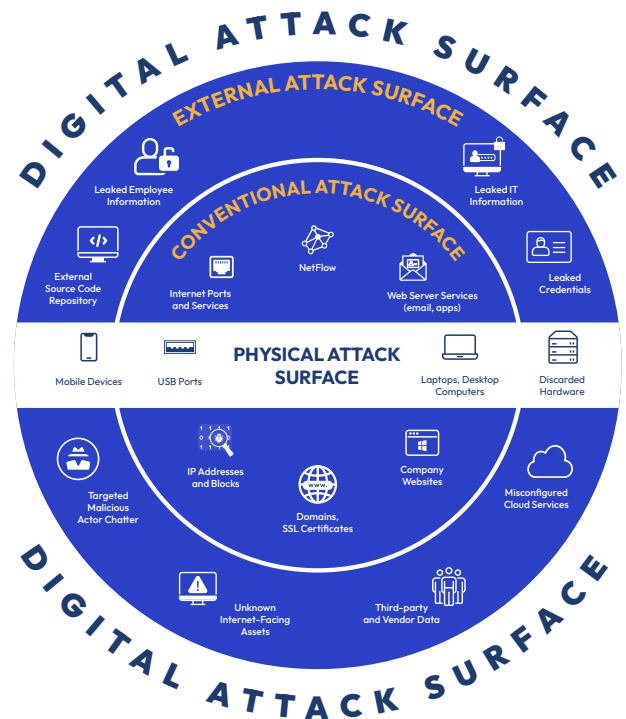 DIGITAL ATTACK SURFACE
EXTERNAL ATTACK SURFACE
Leaked Employee
Information
Leaked IT
Information
CONVENTIONAL ATTACK SURFACE
External
Source Code
Repository
Internet Ports
and Services
NetFlow
Web Server Services
(email, apps)
Leaked
Credentials
Mobile Devices
USB Ports
PHYSICAL ATTACK
SURFACE
Laptops, Desktop
Computers
Discarded
Hardware
Targeted
Malicious
Actor Chatter
IP Addresses
and Blocks
www.
Domains,
SSL Certificates
Company
Websites
Misconfigured
Cloud Services
Unknown
Internet-Facing
Assets
Third-party
and Vendor Data
DIGITAL ATTACK SURFACE